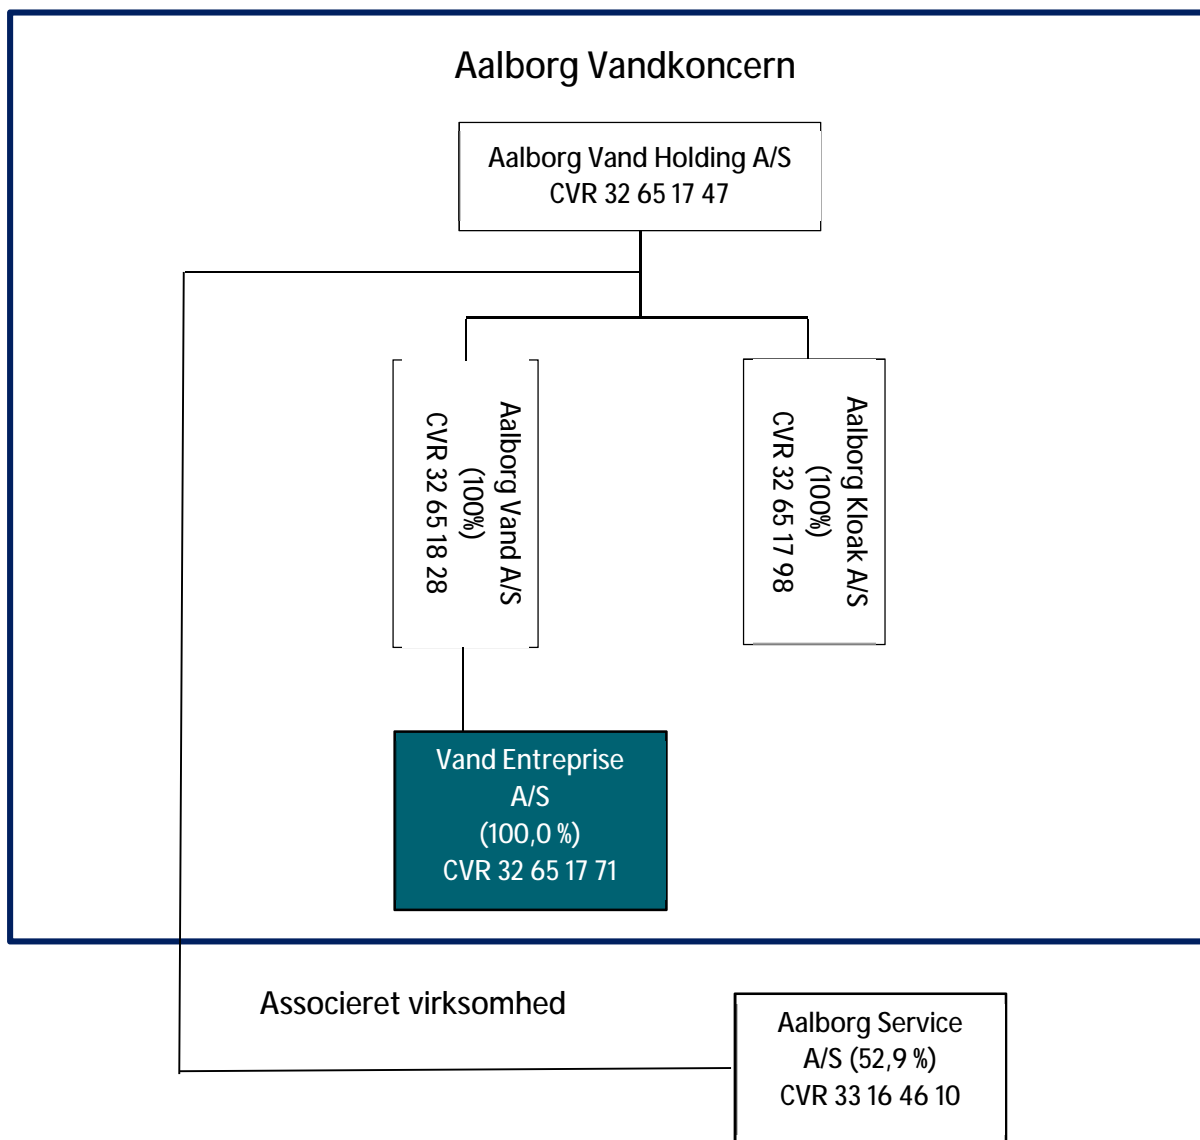 Aalborg Vandkoncern
Aalborg Vand Holding A/S
CVR 32 65 17 47
Aalborg Vand A/S
(100%)
CVR 32 65 18 28
Aalborg Kloak A/S
(100%)
CVR 32 65 17 98
Vand Entreprise
A/S
(100,0 %)
CVR 32 65 17 71
Associeret virksomhed
Aalborg Service
A/S (52,9 %)
CVR 33 16 46 10